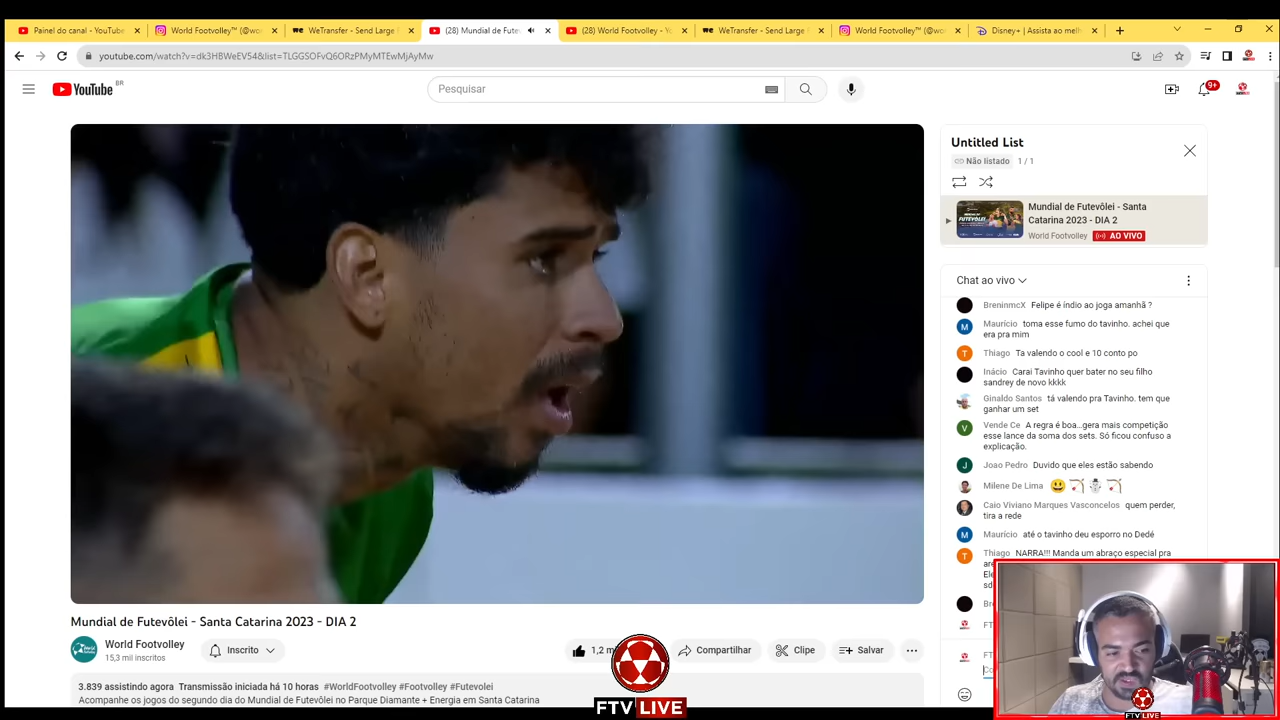 Painel do canal - YouTube
World Footvolley™ (@wo
WeTransfer - Send Large F
(28) Mundial de Futev
(28) World Footvolley - Yo
WeTransfer - Send Large F
World Footvolley™ (@wo
Disney+ | Assista ao melh
youtube.com/watch?v=dk3HBWeEV54&list=TLGGSOFvQ6ORzPMyMTEwMjAyMw
YouTube BR
Pesquisar
9+
Untitled List
Não listado 1 / 1
Mundial de Futevôlei - Santa
Catarina 2023 - DIA 2
World Footvolley AO VIVO
Chat ao vivo
BreninmcX Felipe é índio ao joga amanhã ?
Maurício toma esse fumo do tavinho. achei que
era pra mim
Thiago Ta valendo o cool e 10 conto po
Inácio Carai Tavinho quer bater no seu filho
sandrey de novo kkkk
Ginaldo Santos tá valendo pra Tavinho. tem que
ganhar um set
Vende Ce A regra é boa...gera mais competição
esse lance da soma dos sets. Só ficou confuso a
explicação.
Joao Pedro Duvido que eles estão sabendo
Milene De Lima
Caio Viviano Marques Vasconcelos quem perder,
tira a rede
Maurício até o tavinho deu esporro no Dedé
Thiago NARRA!!! Manda um abraço especial pra
Mundial de Futevôlei - Santa Catarina 2023 - DIA 2
World Footvolley
15,3 mil inscritos
Inscrito
1,2 m
Compartilhar
Clipe
Salvar
3.839 assistindo agora Transmissão iniciada há 10 horas #WorldFootvolley #Footvolley #Futevolei
Acompanhe os jogos do segundo dia do Mundial de Futevôlei no Parque Diamante + Energia em Santa Catarina
FTV LIVE
FTV LIVE